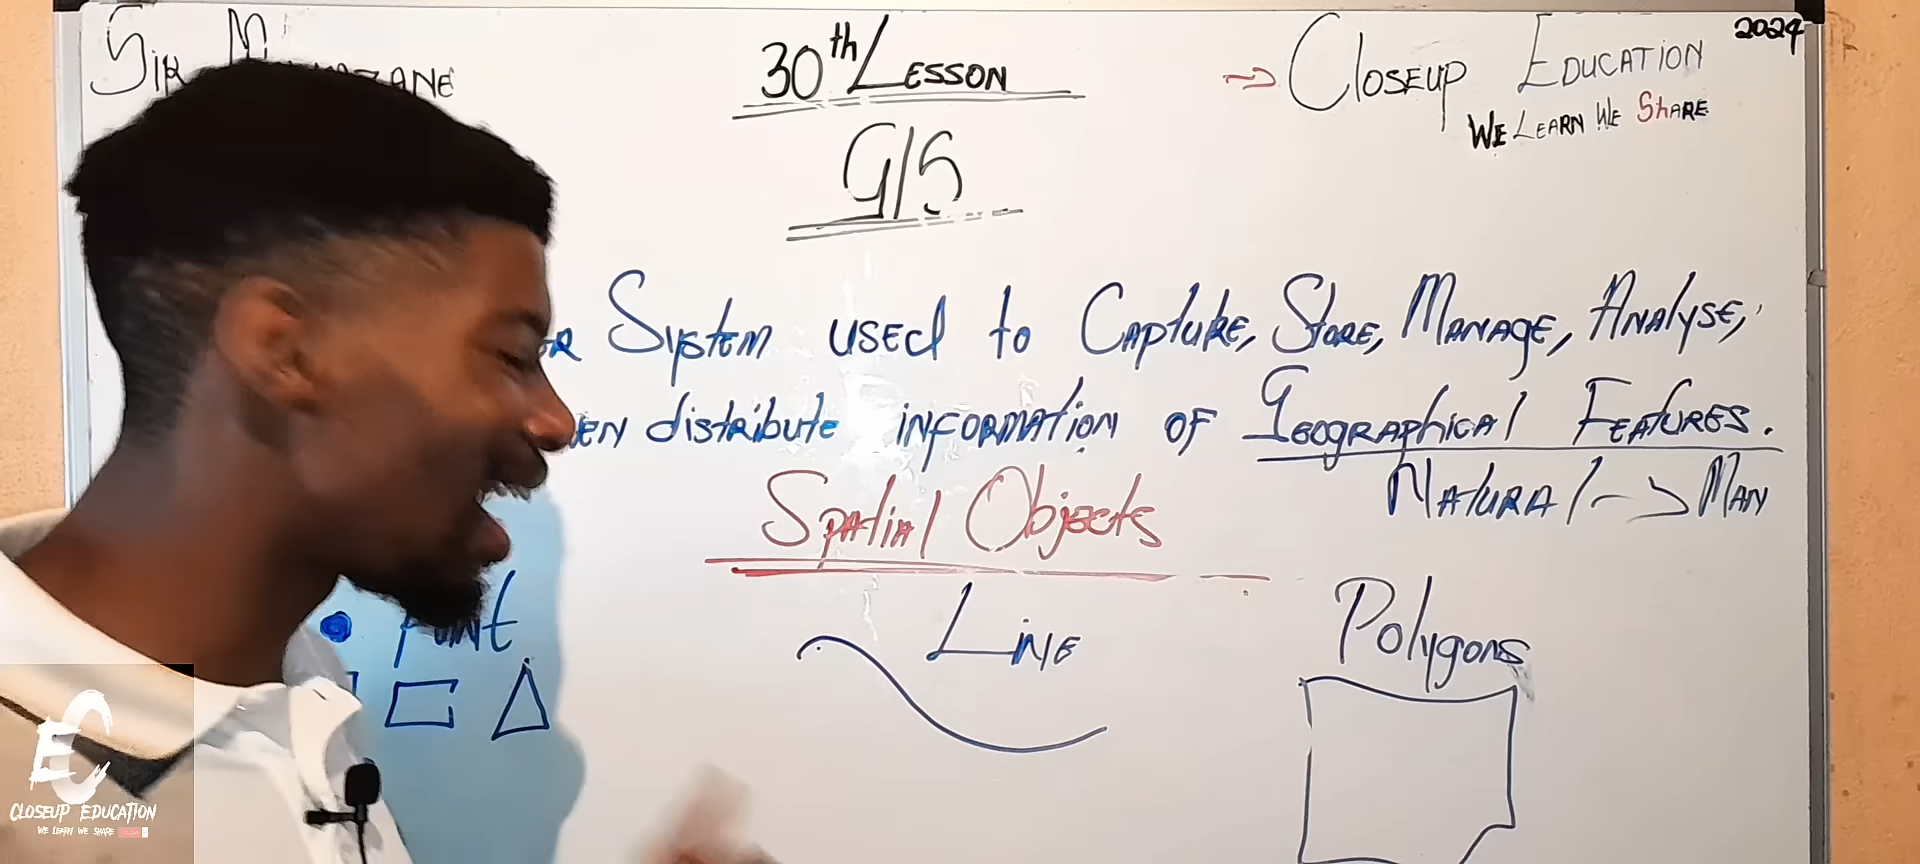 Sir
30th Lesson
→ Closeup Education
2024
We Learn We Share
GIS
System used to Capture, Store, Manage, Analyse,
distribute information of Geographical Features.
Natural --> Man
Spatial Objects
• Point
Line
Polygons
EC
CLOSEUP EDUCATION
WE LEARN WE SHARE